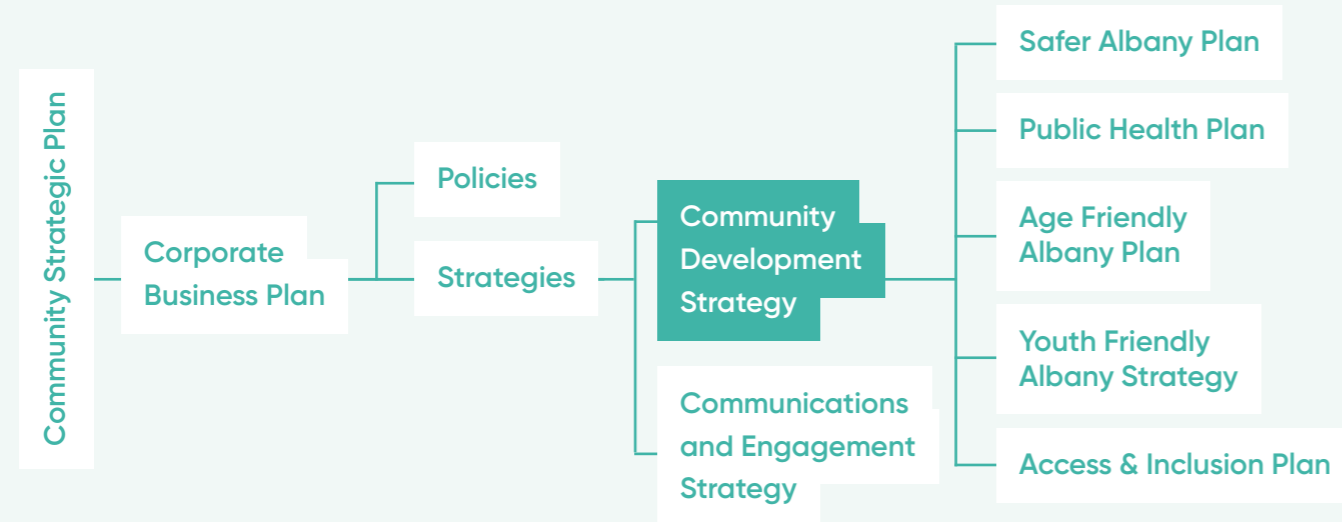 Community Strategic Plan
Corporate
Business Plan
Policies
Strategies
Community
Development
Strategy
Communications
and Engagement
Strategy
Safer Albany Plan
Public Health Plan
Age Friendly
Albany Plan
Youth Friendly
Albany Strategy
Access & Inclusion Plan